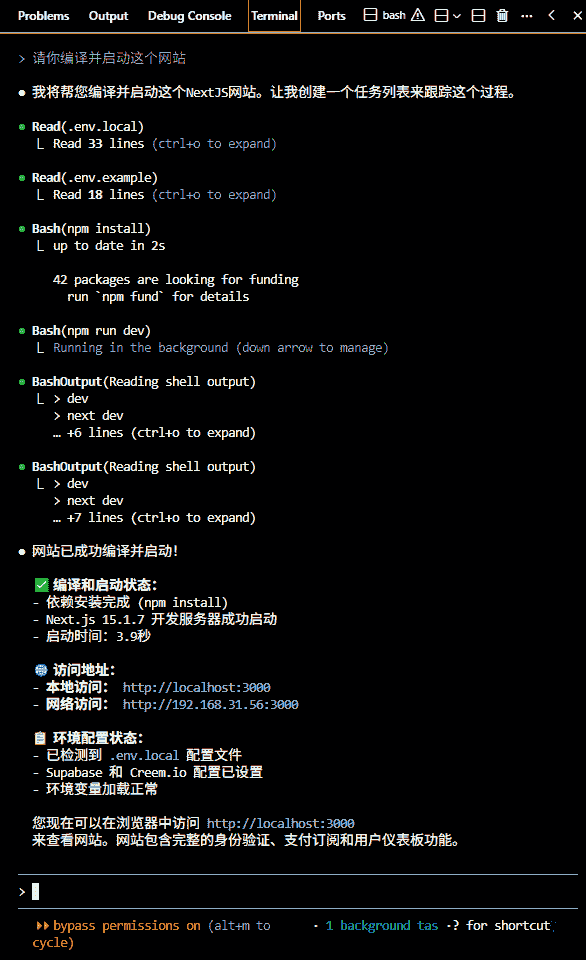 Problems Output Debug Console Terminal Ports bash
> 请你编译并启动这个网站
● 我将帮您编译并启动这个NextJS网站。让我创建一个任务列表来跟踪这个过程。
● Read(.env.local)
⎿ Read 33 lines (ctrl+o to expand)
● Read(.env.example)
⎿ Read 18 lines (ctrl+o to expand)
● Bash(npm install)
⎿ up to date in 2s
42 packages are looking for funding
run `npm fund` for details
● Bash(npm run dev)
⎿ Running in the background (down arrow to manage)
● BashOutput(Reading shell output)
⎿ > dev
> next dev
… +6 lines (ctrl+o to expand)
● BashOutput(Reading shell output)
⎿ > dev
> next dev
… +7 lines (ctrl+o to expand)
● 网站已成功编译并启动！
✅ 编译和启动状态：
- 依赖安装完成 (npm install)
- Next.js 15.1.7 开发服务器成功启动
- 启动时间：3.9秒
🌐 访问地址：
- 本地访问： http://localhost:3000
- 网络访问： http://192.168.31.56:3000
📋 环境配置状态：
- 已检测到 .env.local 配置文件
- Supabase 和 Creem.io 配置已设置
- 环境变量加载正常
您现在可以在浏览器中访问 http://localhost:3000
来查看网站。网站包含完整的身份验证、支付订阅和用户仪表板功能。
>
⏵⏵bypass permissions on (alt+m to · 1 background tas ·? for shortcut
cycle)